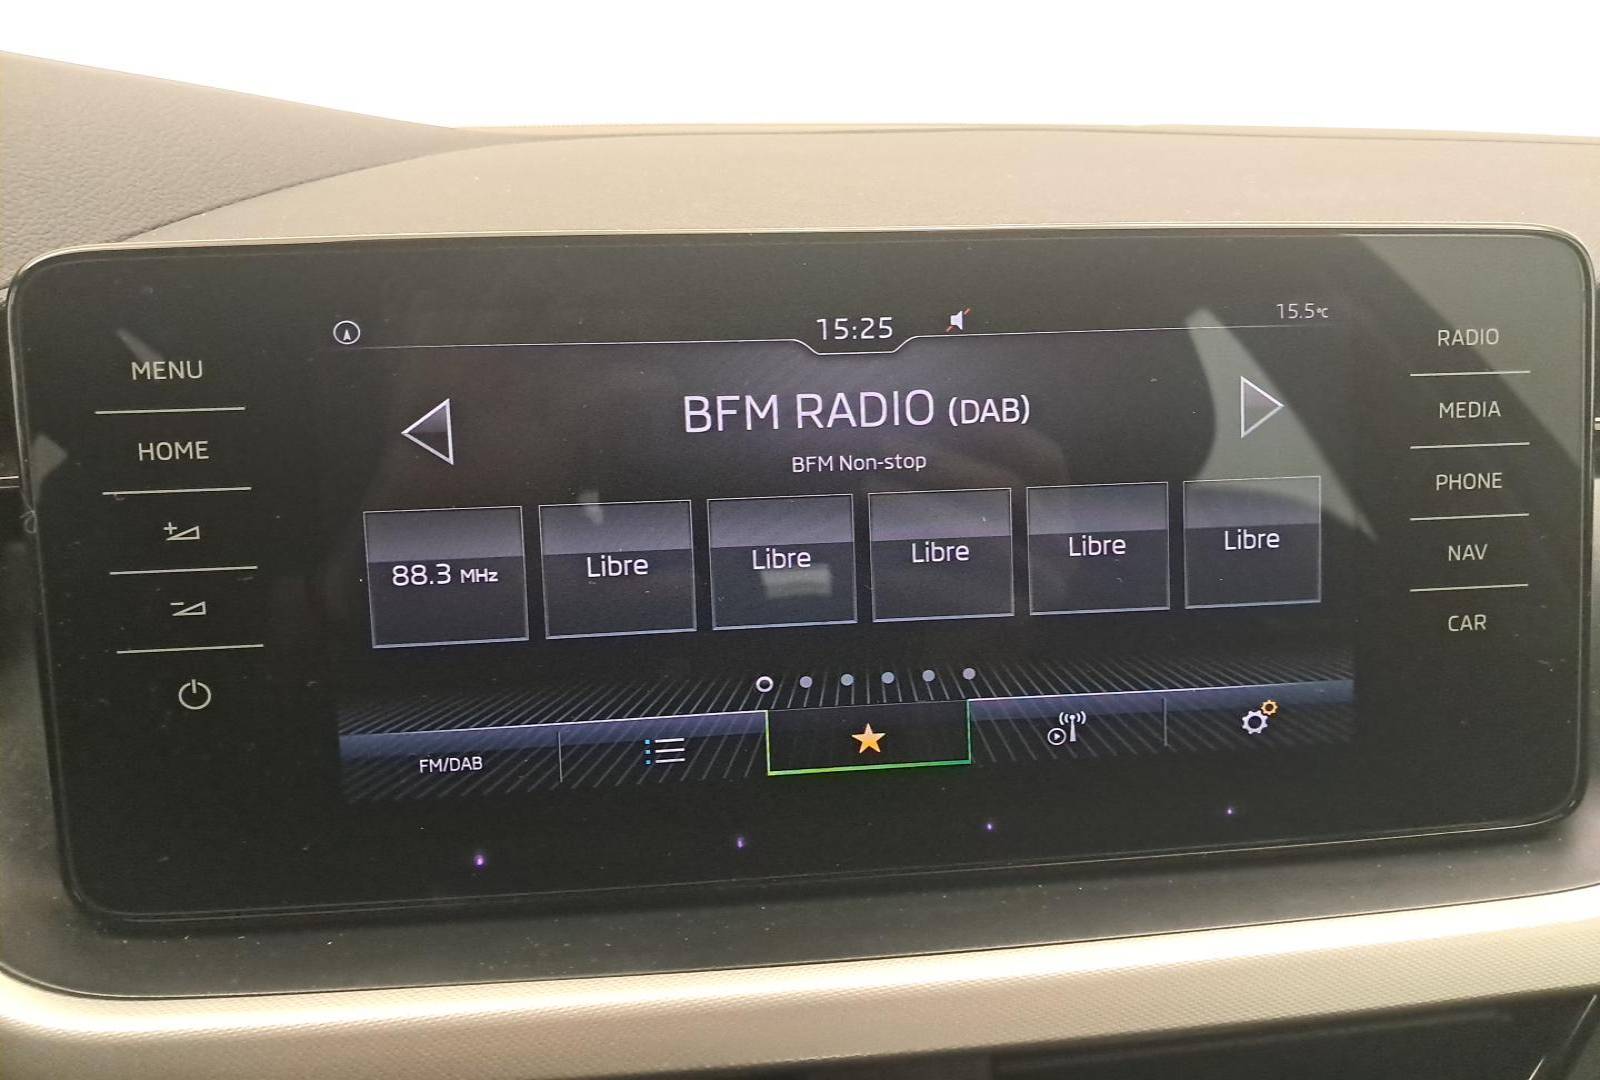 15:25
15.5°C
MENU
HOME
RADIO
MEDIA
PHONE
NAV
CAR
BFM RADIO (DAB)
BFM Non-stop
88.3 MHz
Libre
Libre
Libre
Libre
Libre
FM/DAB